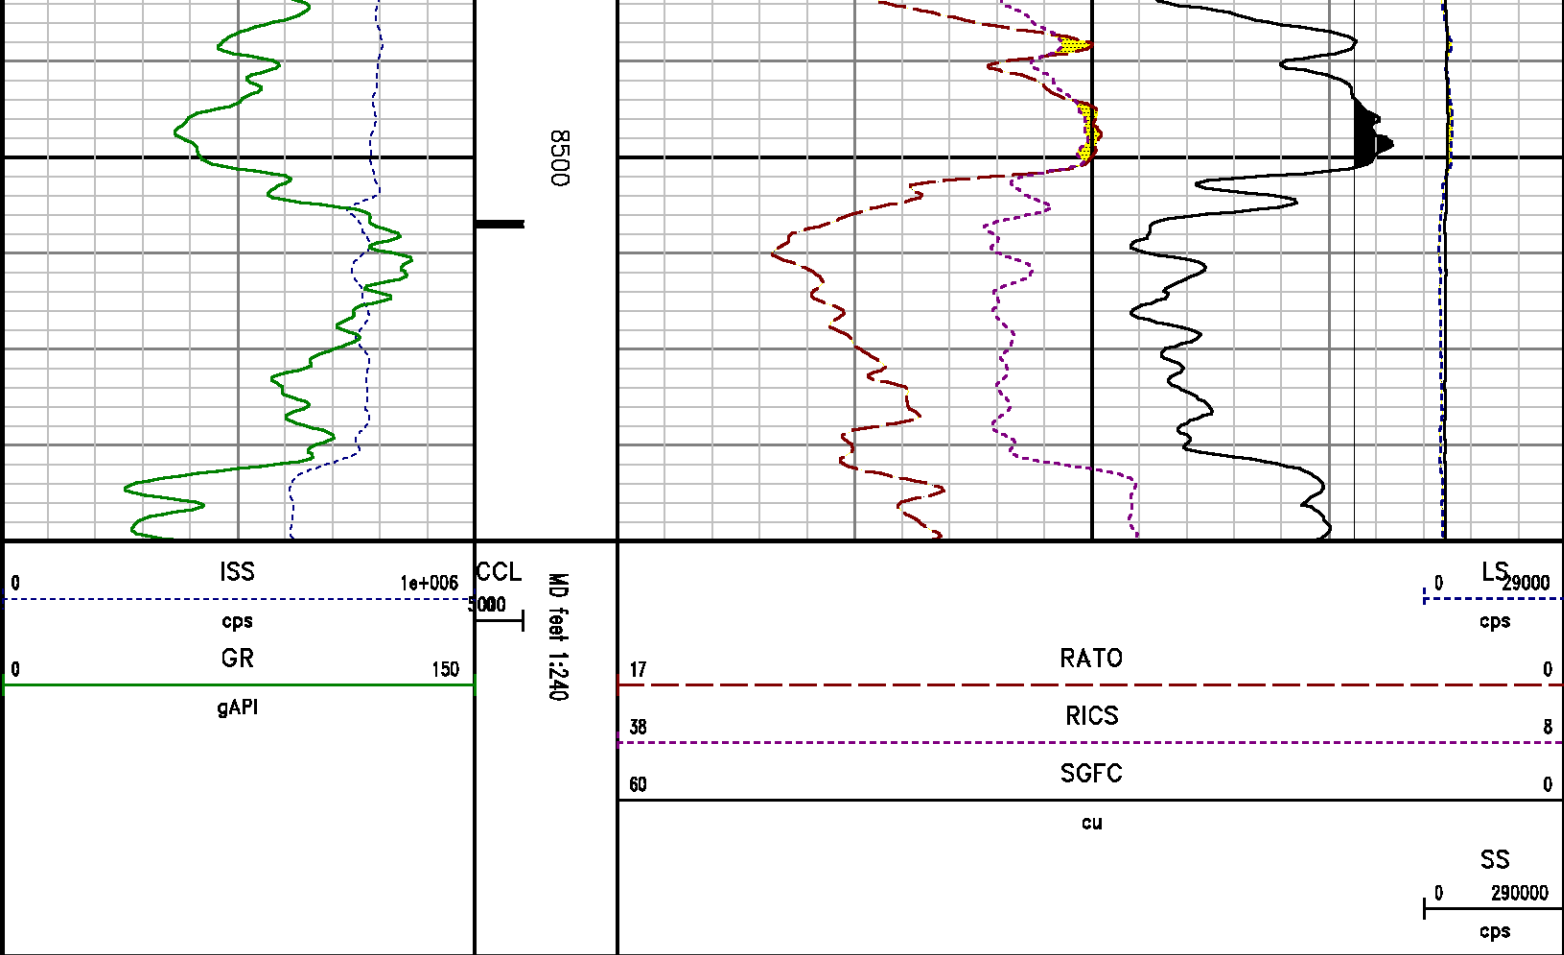 8500
ISS
0 1e+006
cps
GR
0 150
gAPI
CCL
5000
MD feet 1:240
LS
0 29000
cps
RATO
17 0
RICS
38 8
SGFC
60 0
cu
SS
0 290000
cps